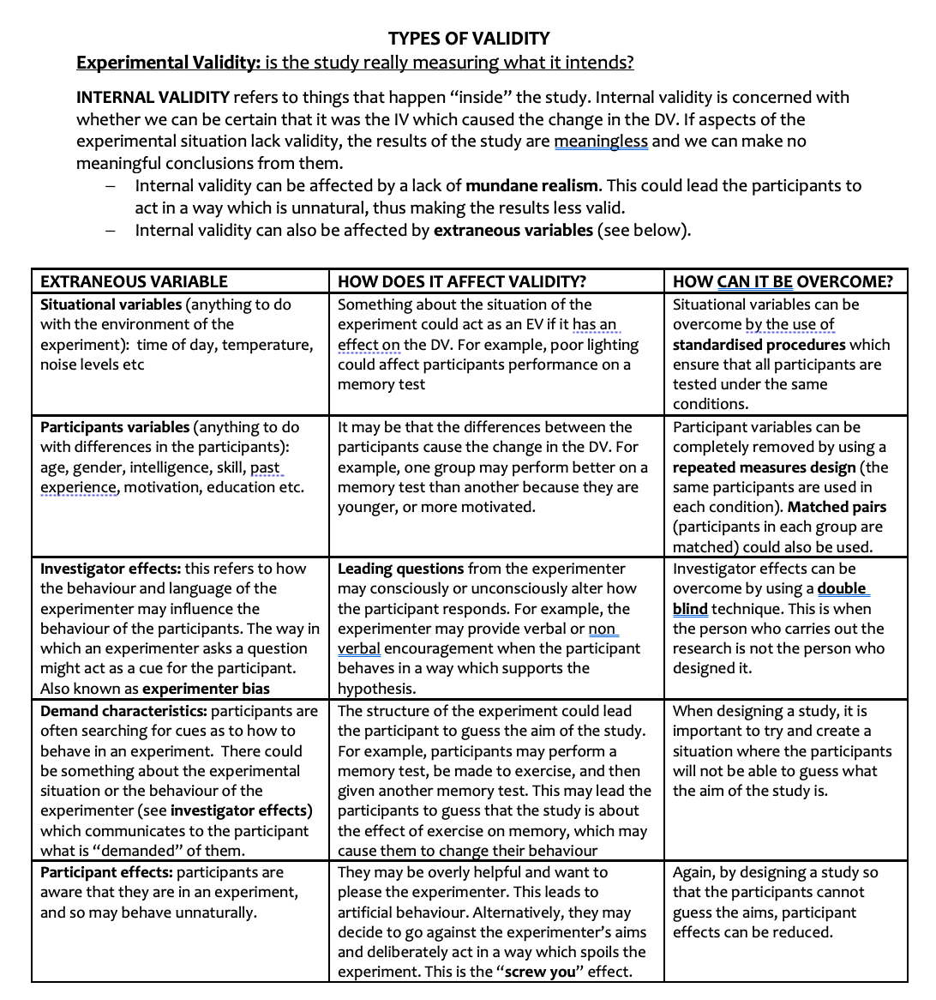 TYPES OF VALIDITY
Experimental Validity: is the study really measuring what it intends?
INTERNAL VALIDITY refers to things that happen “inside” the study. Internal validity is concerned with
whether we can be certain that it was the IV which caused the change in the DV. If aspects of the
experimental situation lack validity, the results of the study are meaningless and we can make no
meaningful conclusions from them.
– Internal validity can be affected by a lack of mundane realism. This could lead the participants to
act in a way which is unnatural, thus making the results less valid.
– Internal validity can also be affected by extraneous variables (see below).
EXTRANEOUS VARIABLE
HOW DOES IT AFFECT VALIDITY?
HOW CAN IT BE OVERCOME?
Situational variables (anything to do
with the environment of the
experiment): time of day, temperature,
noise levels etc
Something about the situation of the
experiment could act as an EV if it has an
effect on the DV. For example, poor lighting
could affect participants performance on a
memory test
Situational variables can be
overcome by the use of
standardised procedures which
ensure that all participants are
tested under the same
conditions.
Participants variables (anything to do
with differences in the participants):
age, gender, intelligence, skill, past
experience, motivation, education etc.
It may be that the differences between the
participants cause the change in the DV. For
example, one group may perform better on a
memory test than another because they are
younger, or more motivated.
Participant variables can be
completely removed by using a
repeated measures design (the
same participants are used in
each condition). Matched pairs
(participants in each group are
matched) could also be used.
Investigator effects: this refers to how
the behaviour and language of the
experimenter may influence the
behaviour of the participants. The way in
which an experimenter asks a question
might act as a cue for the participant.
Also known as experimenter bias
Leading questions from the experimenter
may consciously or unconsciously alter how
the participant responds. For example, the
experimenter may provide verbal or non
verbal encouragement when the participant
behaves in a way which supports the
hypothesis.
Investigator effects can be
overcome by using a double
blind technique. This is when
the person who carries out the
research is not the person who
designed it.
Demand characteristics: participants are
often searching for cues as to how to
behave in an experiment. There could
be something about the experimental
situation or the behaviour of the
experimenter (see investigator effects)
which communicates to the participant
what is “demanded” of them.
The structure of the experiment could lead
the participant to guess the aim of the study.
For example, participants may perform a
memory test, be made to exercise, and then
given another memory test. This may lead the
participants to guess that the study is about
the effect of exercise on memory, which may
cause them to change their behaviour
When designing a study, it is
important to try and create a
situation where the participants
will not be able to guess what
the aim of the study is.
Participant effects: participants are
aware that they are in an experiment,
and so may behave unnaturally.
They may be overly helpful and want to
please the experimenter. This leads to
artificial behaviour. Alternatively, they may
decide to go against the experimenter’s aims
and deliberately act in a way which spoils the
experiment. This is the “screw you” effect.
Again, by designing a study so
that the participants cannot
guess the aims, participant
effects can be reduced.